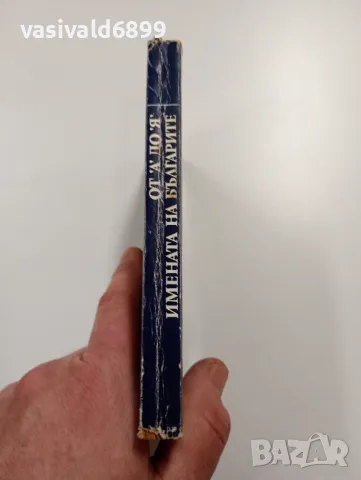 vasivald6899
ОТ 'А' ДО 'Я'
ИМЕНАТА НА БЪЛГАРИТЕ
BAZAR